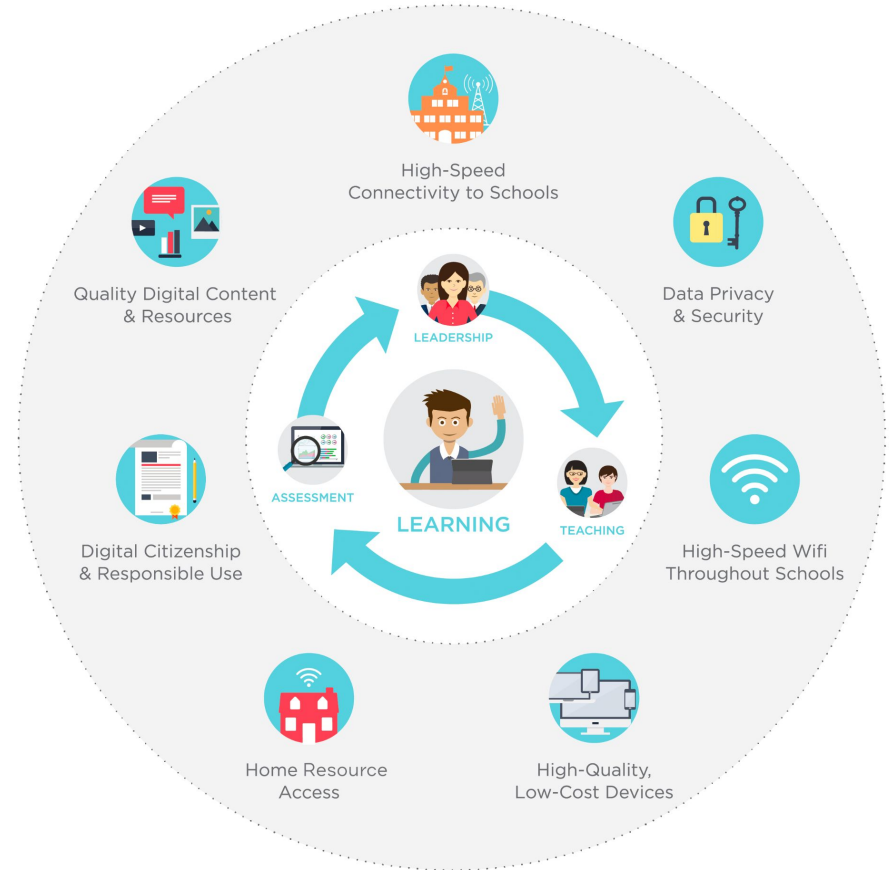 High-Speed
Connectivity to Schools
Quality Digital Content
& Resources
Data Privacy
& Security
LEADERSHIP
ASSESSMENT
LEARNING
TEACHING
Digital Citizenship
& Responsible Use
High-Speed Wifi
Throughout Schools
Home Resource
Access
High-Quality,
Low-Cost Devices